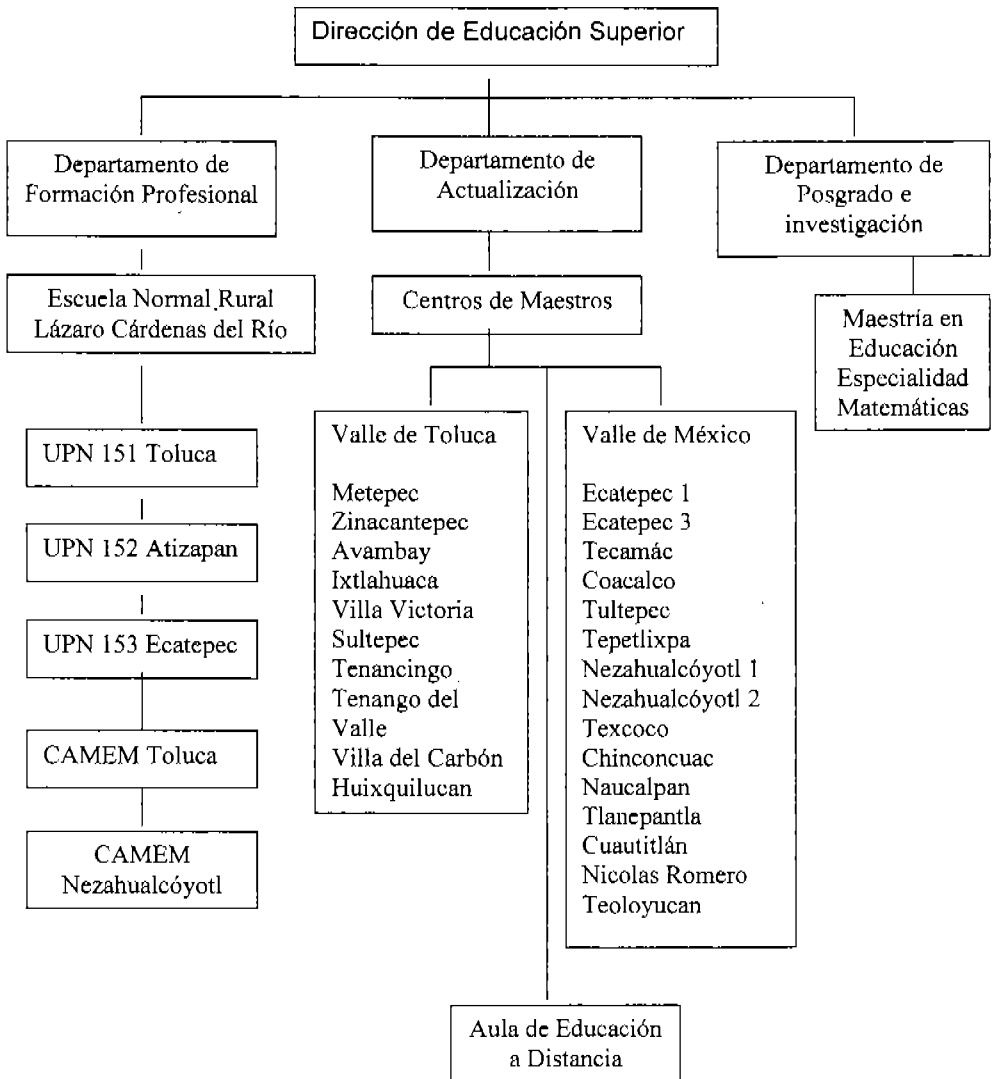 Dirección de Educación Superior
Departamento de
Formación Profesional
Departamento de
Actualización
Departamento de
Posgrado e
investigación
Escuela Normal Rural
Lázaro Cárdenas del Río
Centros de Maestros
Maestría en
Educación
Especialidad
Matemáticas
UPN 151 Toluca
UPN 152 Atizapan
UPN 153 Ecatepec
CAMEM Toluca
CAMEM
Nezahualcóyotl
Valle de Toluca
Metepec
Zinacantepec
Avambay
Ixtlahuaca
Villa Victoria
Sultepec
Tenancingo
Tenango del
Valle
Villa del Carbón
Huixquilucan
Valle de México
Ecatepec 1
Ecatepec 3
Tecamác
Coacalco
Tultepec
Tepetlixpa
Nezahualcóyotl 1
Nezahualcóyotl 2
Texcoco
Chinconcuac
Naucalpan
Tlanepantla
Cuautitlán
Nicolas Romero
Teoloyucan
Aula de Educación
a Distancia